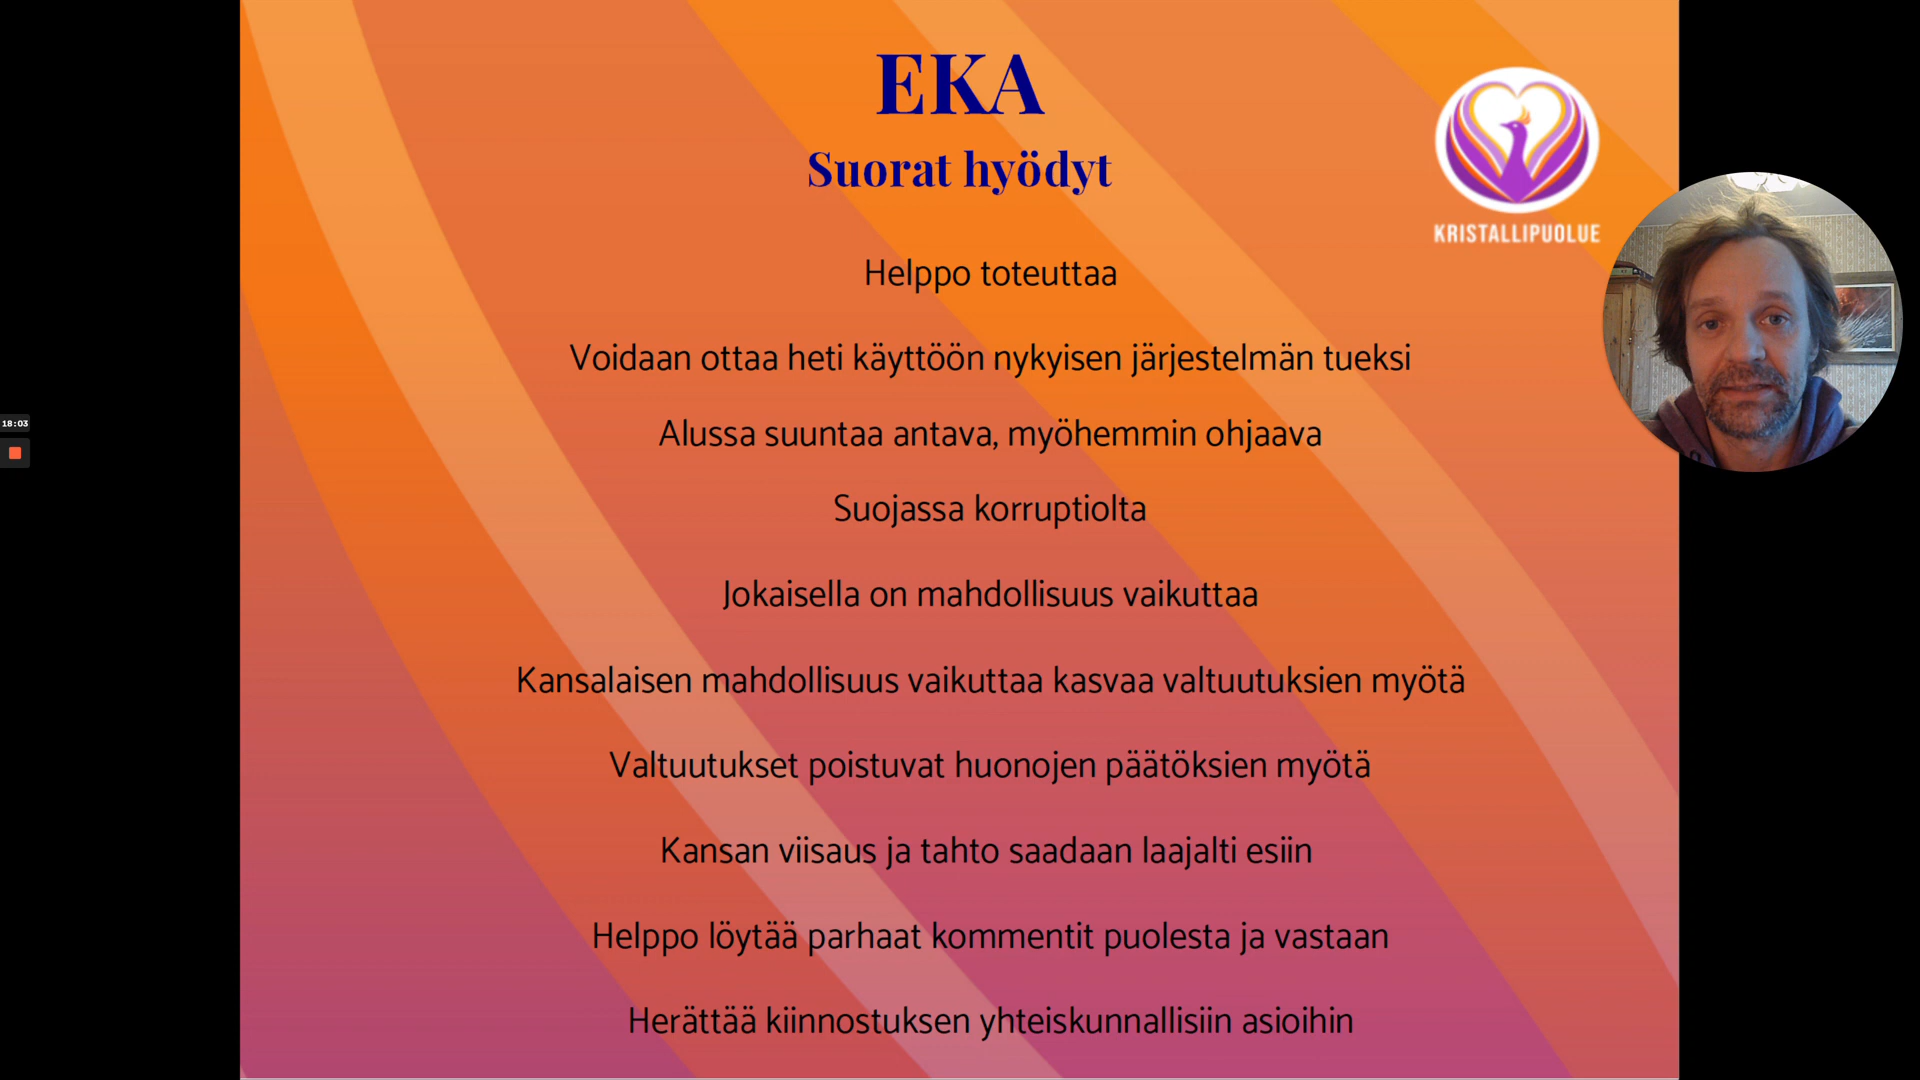 EKA
Suorat hyödyt
KRISTALLIPUOLUE
Helppo toteuttaa
Voidaan ottaa heti käyttöön nykyisen järjestelmän tueksi
18:03
Alussa suuntaa antava, myöhemmin ohjaava
Suojassa korruptiolta
Jokaisella on mahdollisuus vaikuttaa
Kansalaisen mahdollisuus vaikuttaa kasvaa valtuutuksien myötä
Valtuutukset poistuvat huonojen päätöksien myötä
Kansan viisaus ja tahto saadaan laajalti esiin
Helppo löytää parhaat kommentit puolesta ja vastaan
Herättää kiinnostuksen yhteiskunnallisiin asioihin